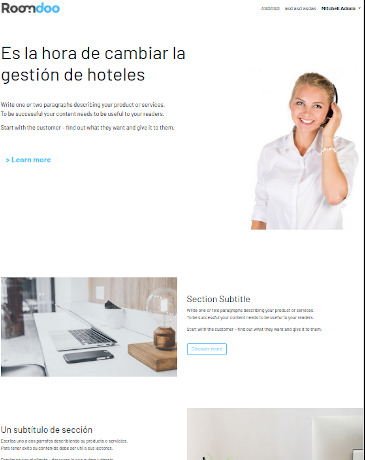 Roomdoo
Mitchell Admin
Es la hora de cambiar la
gestión de hoteles
Write one or two paragraphs describing your product or services.
To be successful your content needs to be useful to your readers.
Start with the customer – find out what they want and give it to them.
> Learn more
Section Subtitle
Write one or two paragraphs describing your product or services.
To be successful your content needs to be useful to your readers.
Start with the customer – find out what they want and give it to them.
Discover more
Un subtítulo de sección
Escriba uno o dos párrafos describiendo su producto o servicios.
Para tener éxito su contenido debe ser útil a sus lectores.